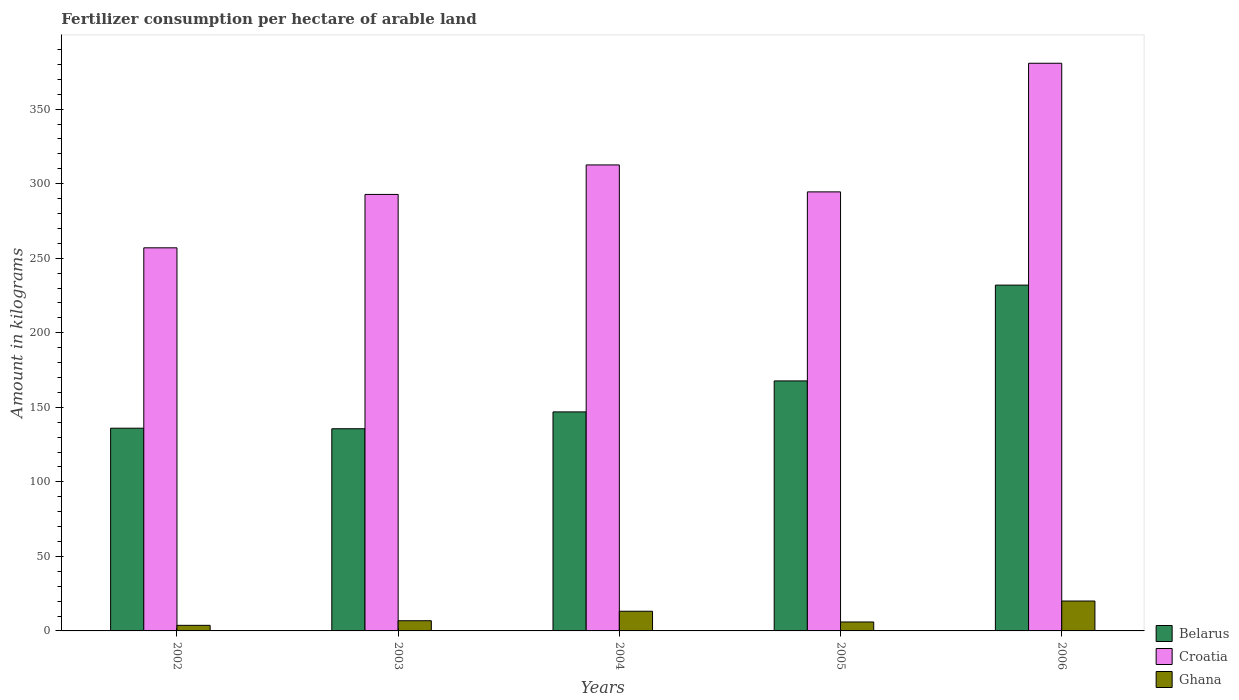 Fertilizer consumption per hectare of arable land
Amount in kilograms
350
300
250
200
150
100
50
0
2002
2003
2004
2005
2006
Years
Belarus
Croatia
Ghana